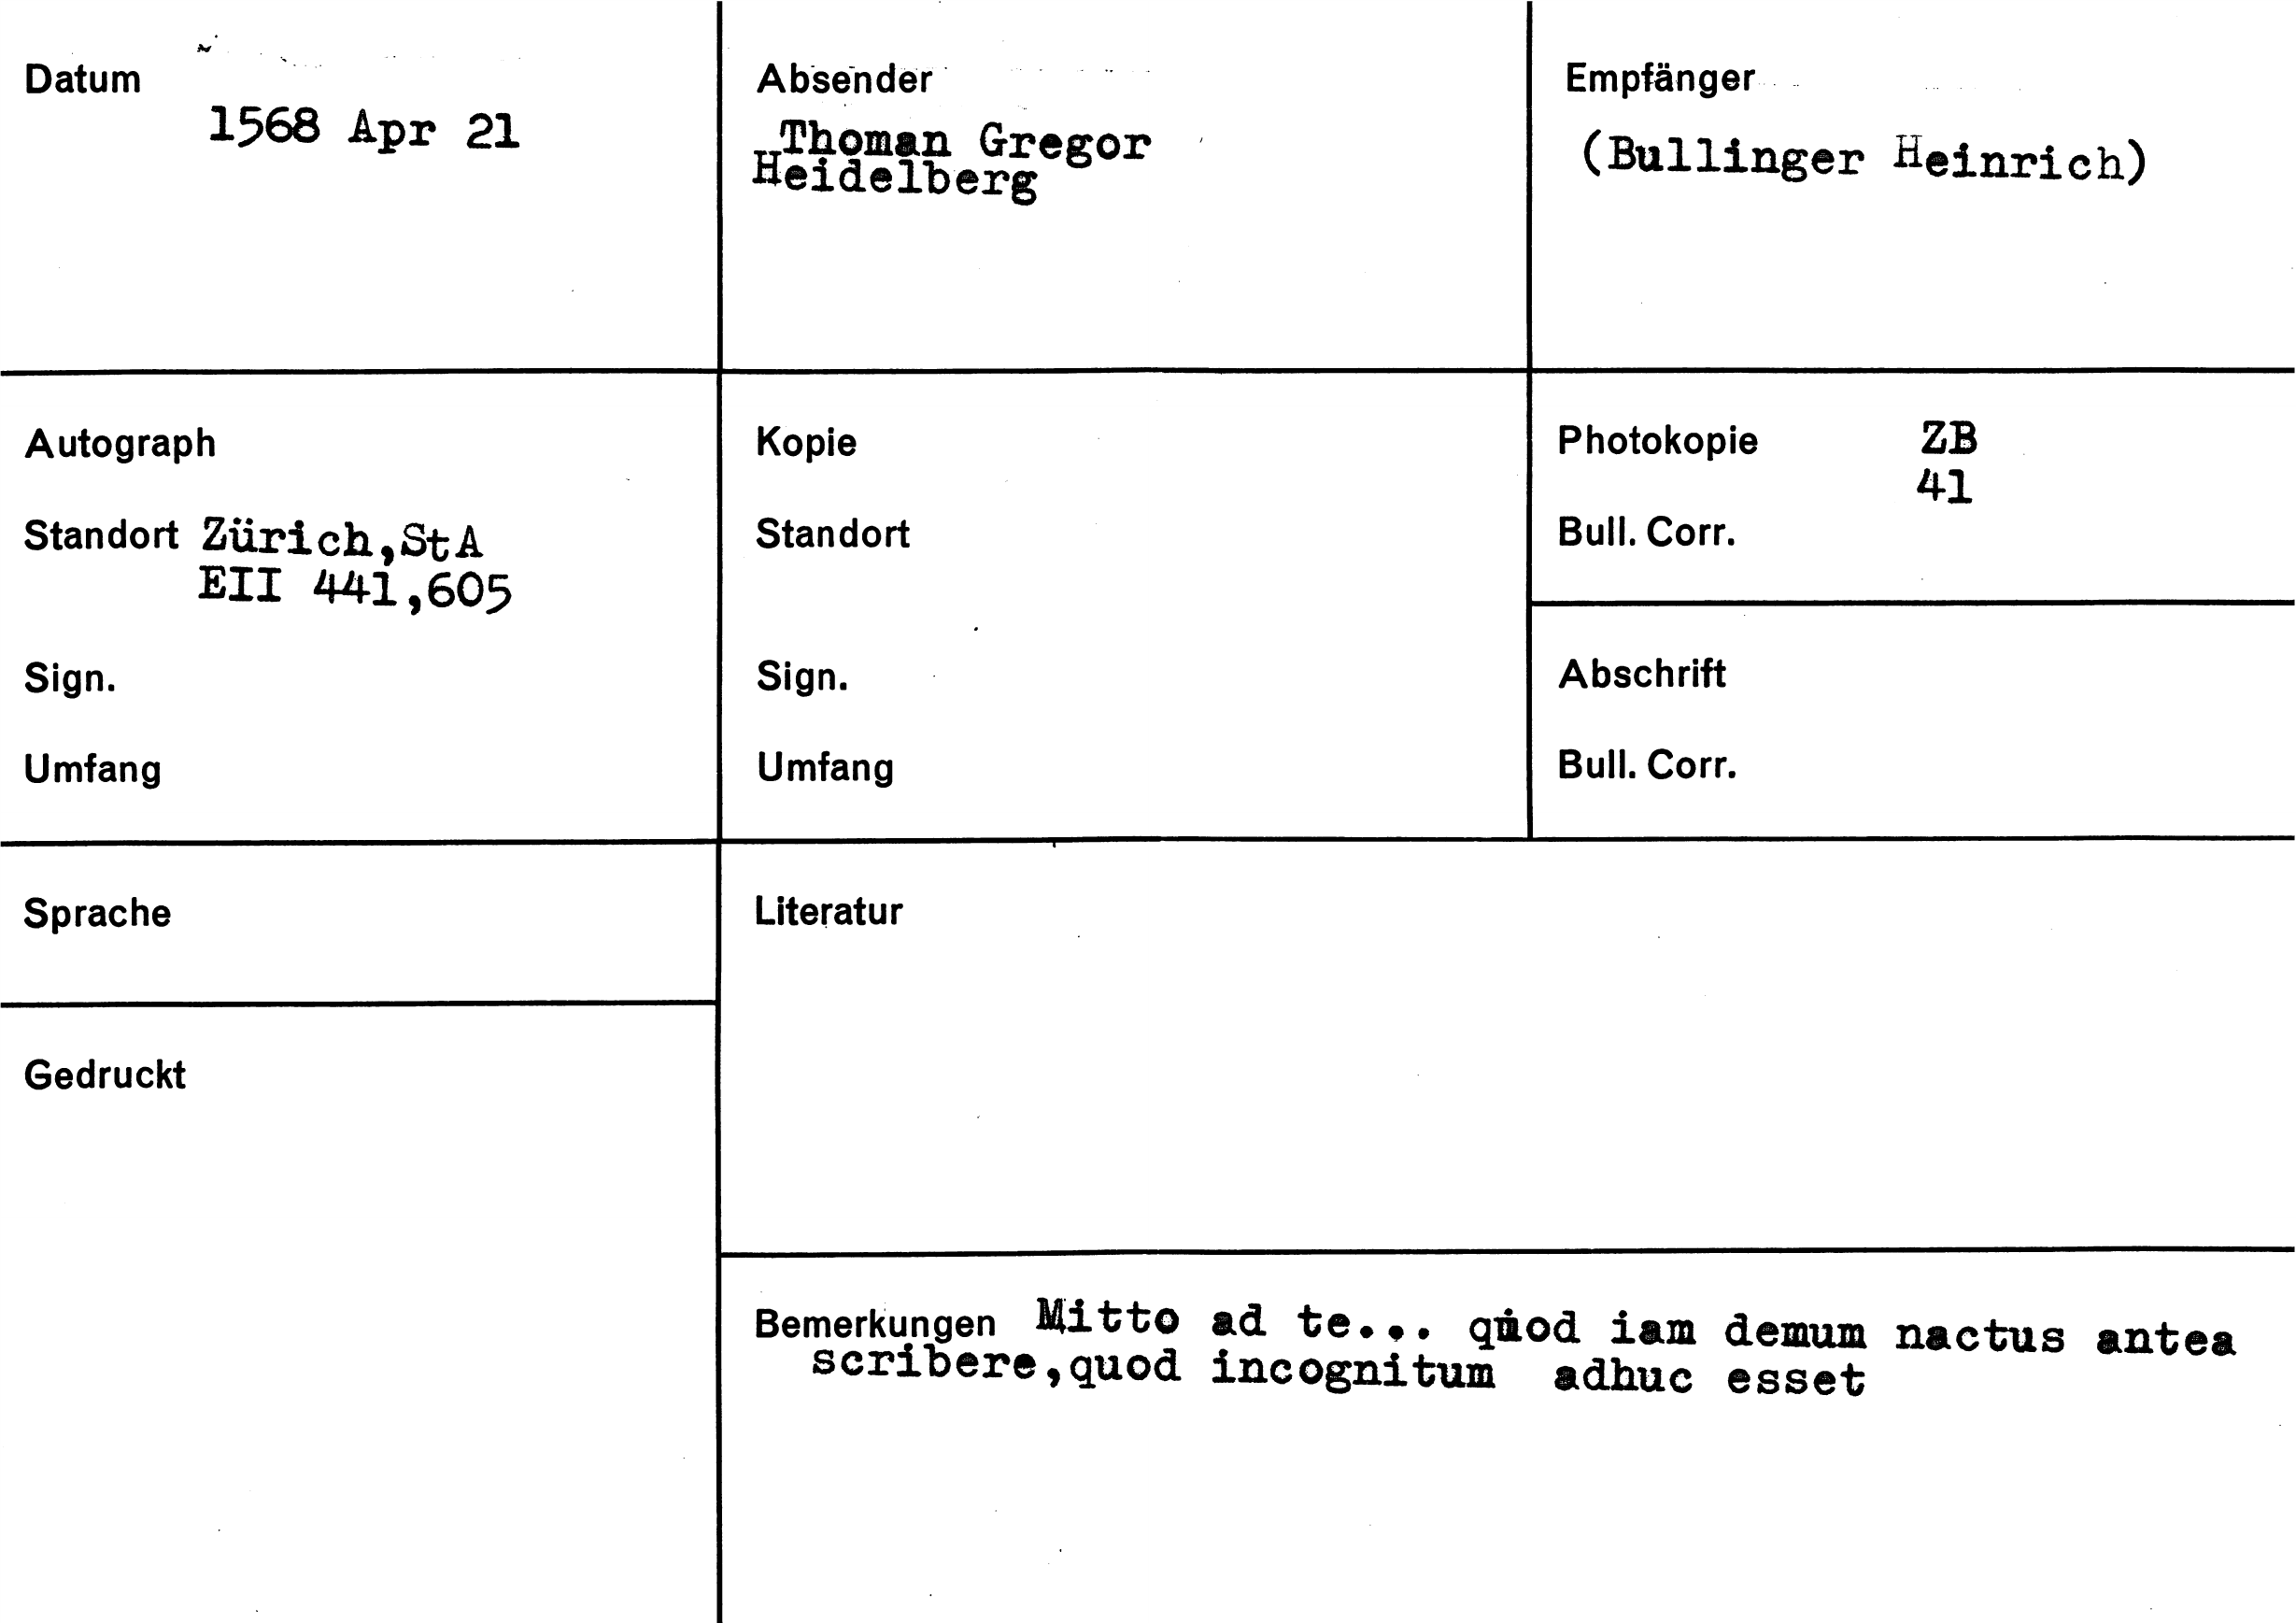 Datum
1568 Apr 21
Absender
Thoman Gregor
Heidelberg
Empfänger
(Bullinger Heinrich)
Autograph
Standort Zürich,StA
EII 441,605
Sign.
Umfang
Kopie
Standort
Sign.
Umfang
Photokopie ZB
41
Bull. Corr.
Abschrift
Bull. Corr.
Sprache
Literatur
Gedruckt
Bemerkungen Mitto ad te... quod iam demum nactus antea
scribere,quod incognitum adhuc esset